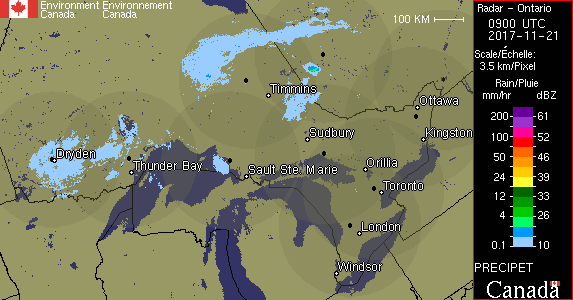 Environment Environnement
Canada Canada
100 KM
Radar - Ontario
0900 UTC
2017-11-21
Scale/Échelle:
3.5 km/Pixel
Rain/Pluie
mm/hr dBZ
200 61
100 52
50 46
24 39
12 33
4 26
0.1 10
PRECIPET
Canada
Timmins
Ottawa
Sudbury
Kingston
Dryden
Thunder Bay
Sault Ste. Marie
Orillia
Toronto
London
Windsor